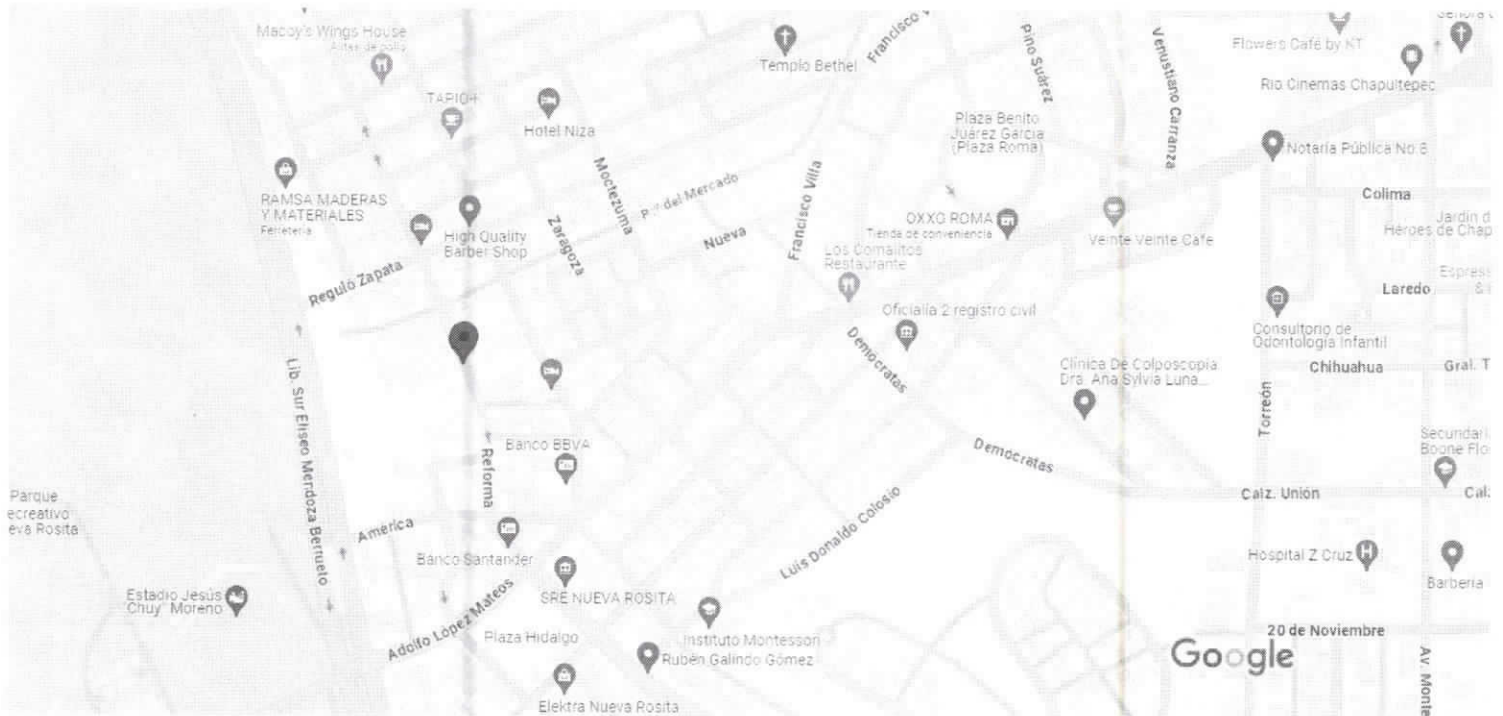 Macoy's Wings House
Alitas de pollo
TAPIOK
Hotel Niza
Templo Bethel
Francisco V
Pino Suárez
Venustiano Carranza
Flowers Café by KT
Rio Cinemas Chapultepec
Plaza Benito
Juárez García
(Plaza Roma)
Notaría Pública No.8
RAMSA MADERAS
Y MATERIALES
Ferretería
High Quality
Barber Shop
Regulo Zapata
Zaragoza
Moctezuma
del Mercado
Nueva
Francisco Villa
OXXO ROMA
Tienda de conveniencia
Los Comalitos
Restaurante
Veinte Veinte Cafe
Colima
Jardín d
Héroes de Chap
Espress
Laredo
Oficialía 2 registro civil
Demócratas
Consultorio de
Odontología Infantil
Chihuahua
Gral. T
Clínica De Colposcopia
Dra. Ana Sylvia Luna...
Torreón
Lib. Sur Eliseo Mendoza Berrueto
Banco BBVA
Reforma
Demócratas
Secundari
Boone Flo
Calz. Unión
Cal
Parque
ecreativo
eva Rosita
América
Banco Santander
Luis Donaldo Colosio
Hospital Z Cruz
Barberia
Estadio Jesús
"Chuy" Moreno
SRE NUEVA ROSITA
Adolfo López Mateos
Plaza Hidalgo
Instituto Montessori
Rubén Galindo Gómez
20 de Noviembre
Google
Av. Monte
Elektra Nueva Rosita